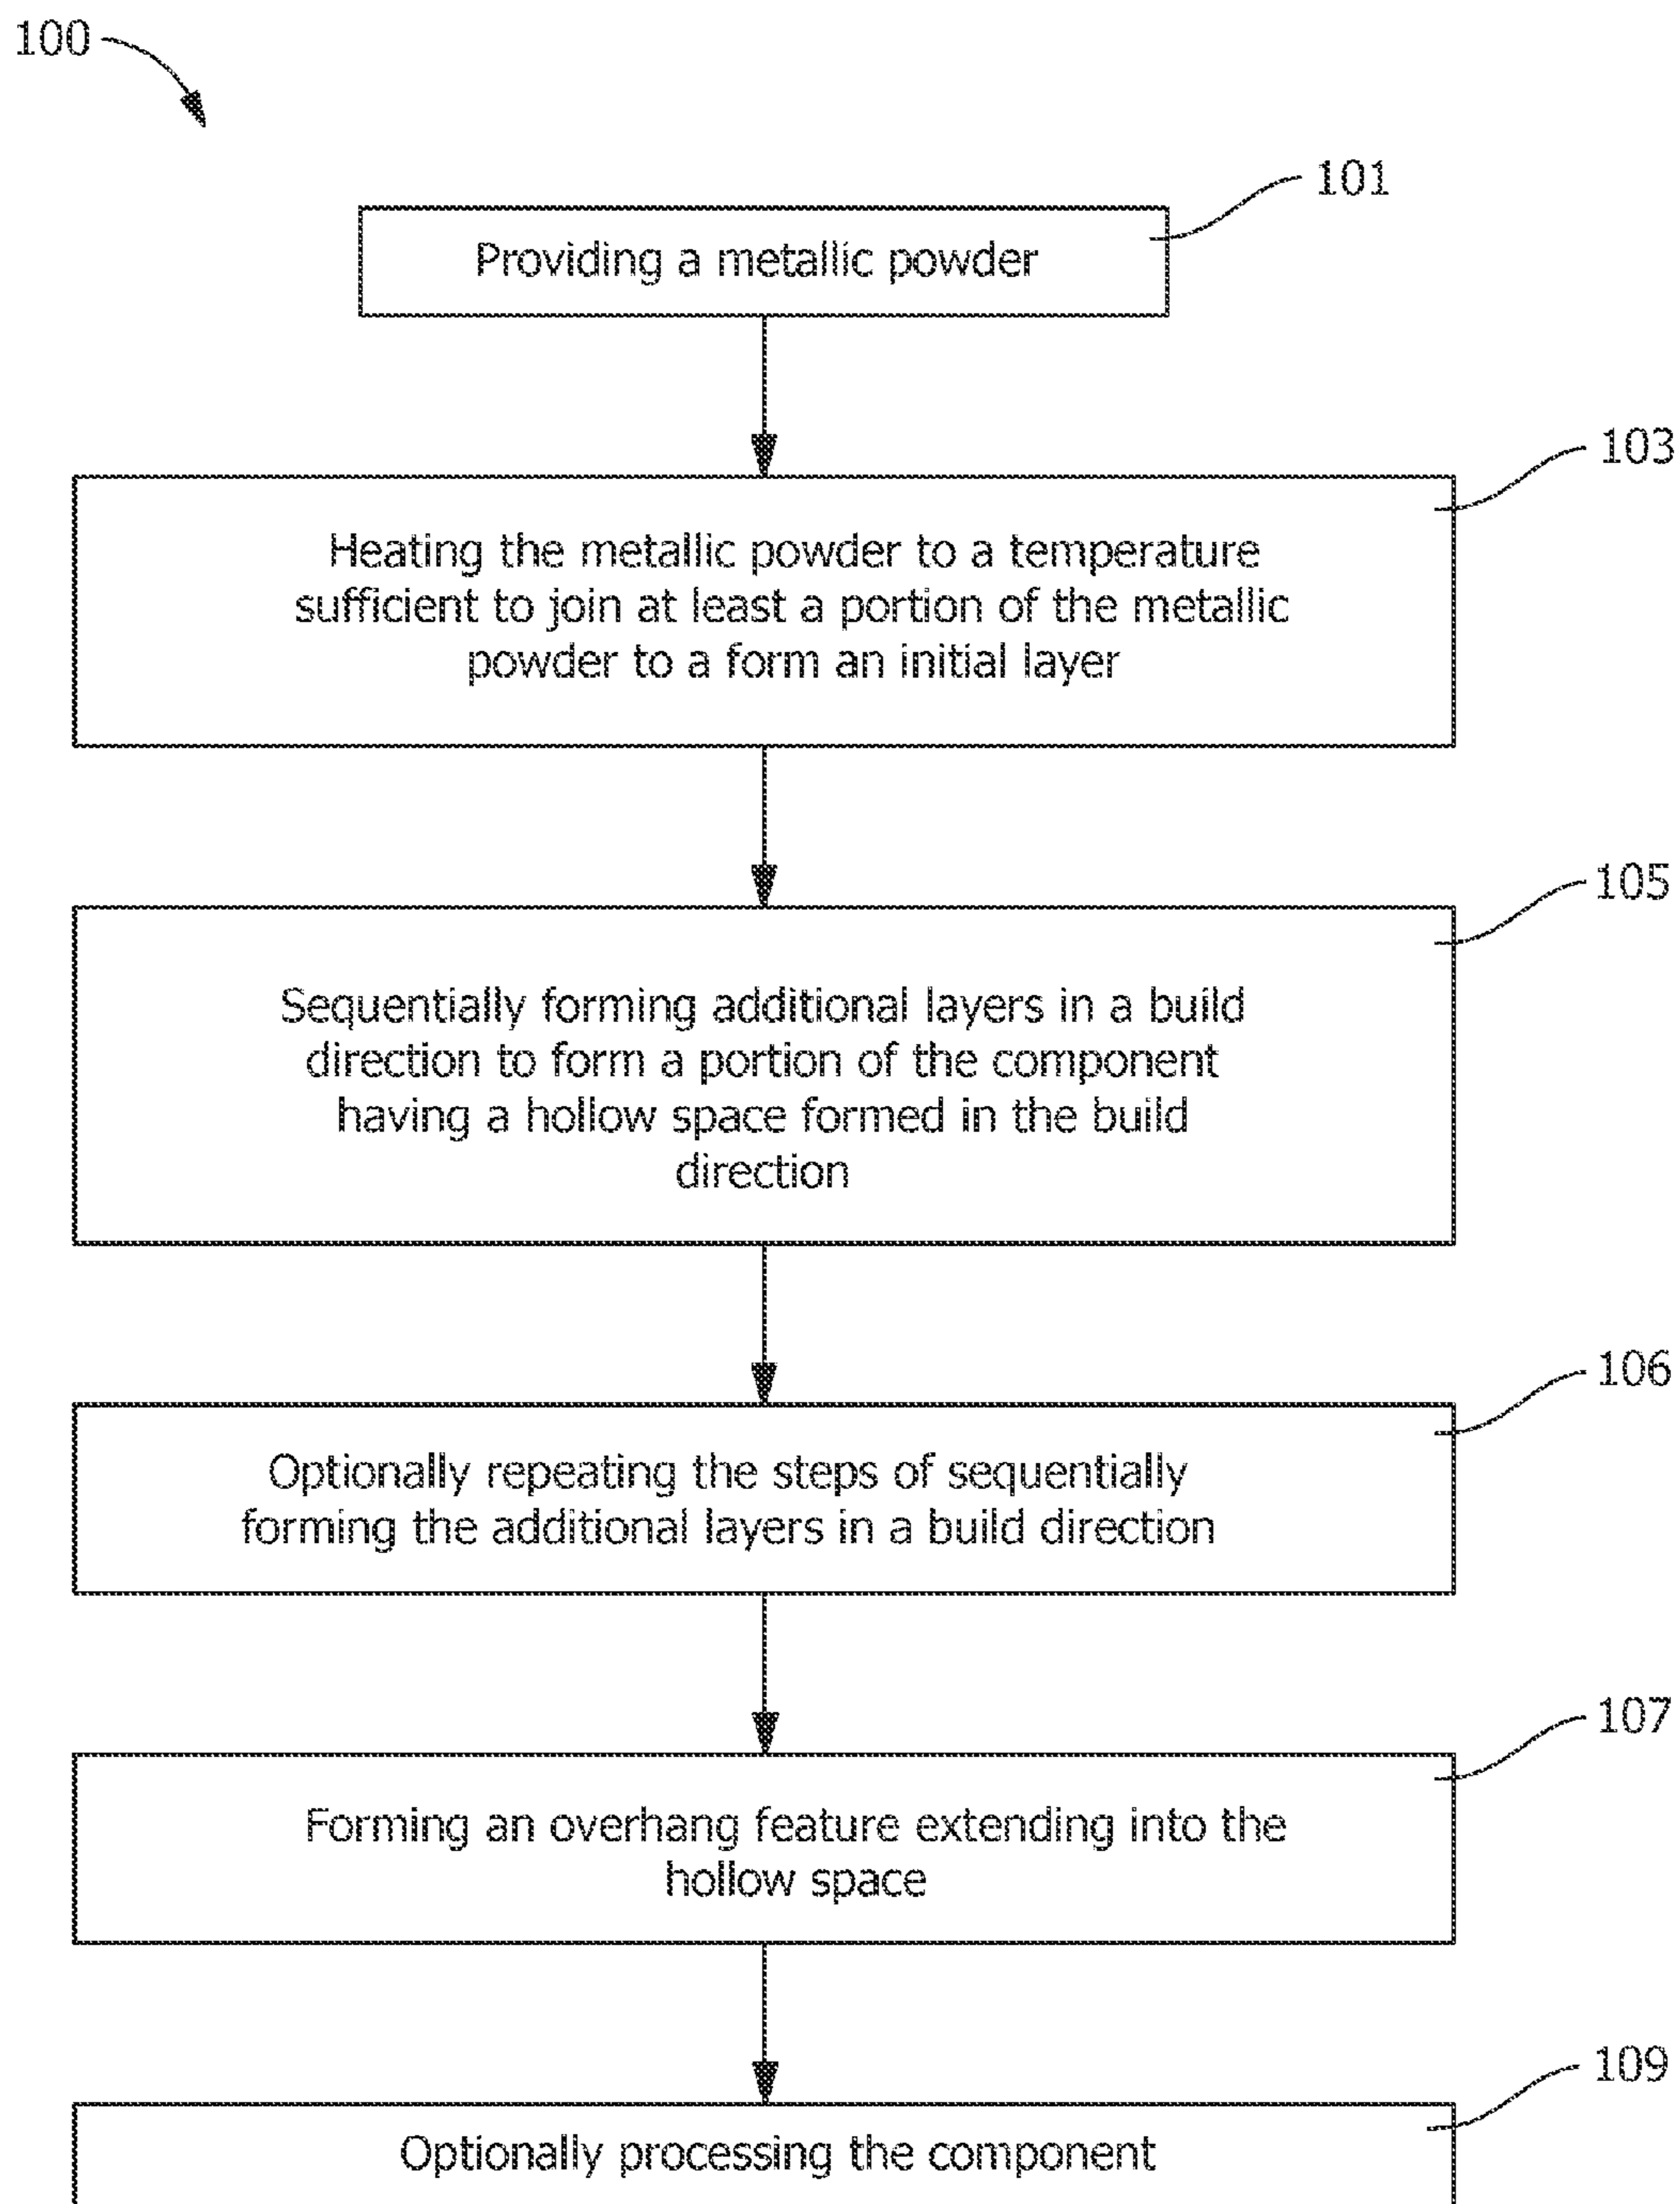 100
101
Providing a metallic powder
103
Heating the metallic powder to a temperature
sufficient to join at least a portion of the metallic
powder to a form an initial layer
105
Sequentially forming additional layers in a build
direction to form a portion of the component
having a hollow space formed in the build
direction
106
Optionally repeating the steps of sequentially
forming the additional layers in a build direction
107
Forming an overhang feature extending into the
hollow space
109
Optionally processing the component